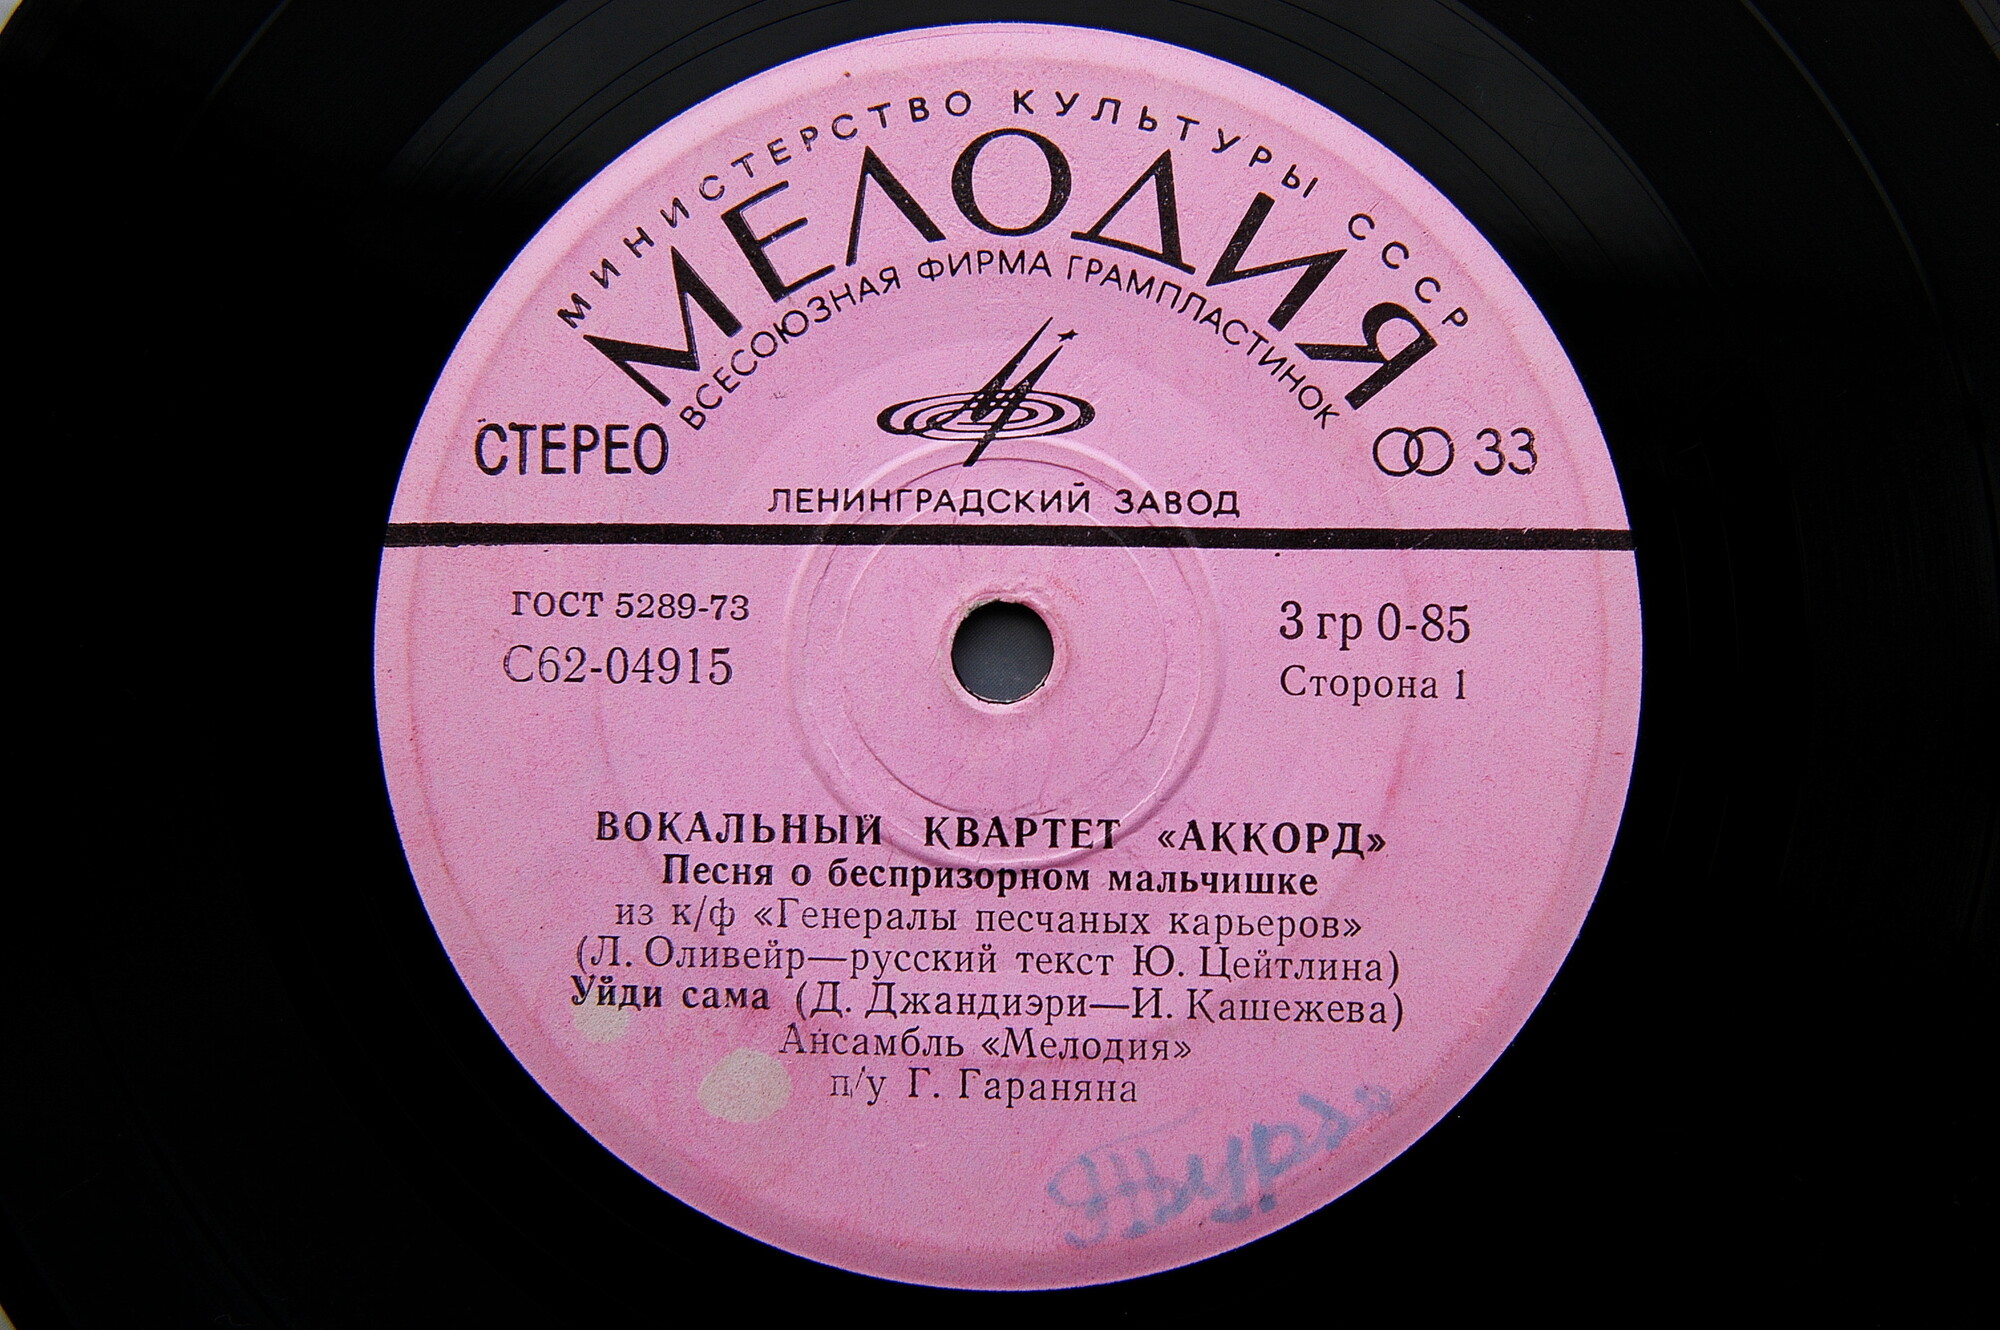 МИНИСТЕРСТВО КУЛЬТУРЫ СССР
МЕЛОДИЯ
ВСЕСОЮЗНАЯ ФИРМА ГРАМПЛАСТИНОК
СТЕРЕО
33
ЛЕНИНГРАДСКИЙ ЗАВОД
ГОСТ 5289-73
С62-04915
3 гр 0-85
Сторона 1
ВОКАЛЬНЫЙ КВАРТЕТ «АККОРД»
Песня о беспризорном мальчишке
из к/ф «Генералы песчаных карьеров»
(Л. Оливейр—русский текст Ю. Цейтлина)
Уйди сама (Д. Джандиэри—И. Кашежева)
Ансамбль «Мелодия»
п/у Г. Гараняна